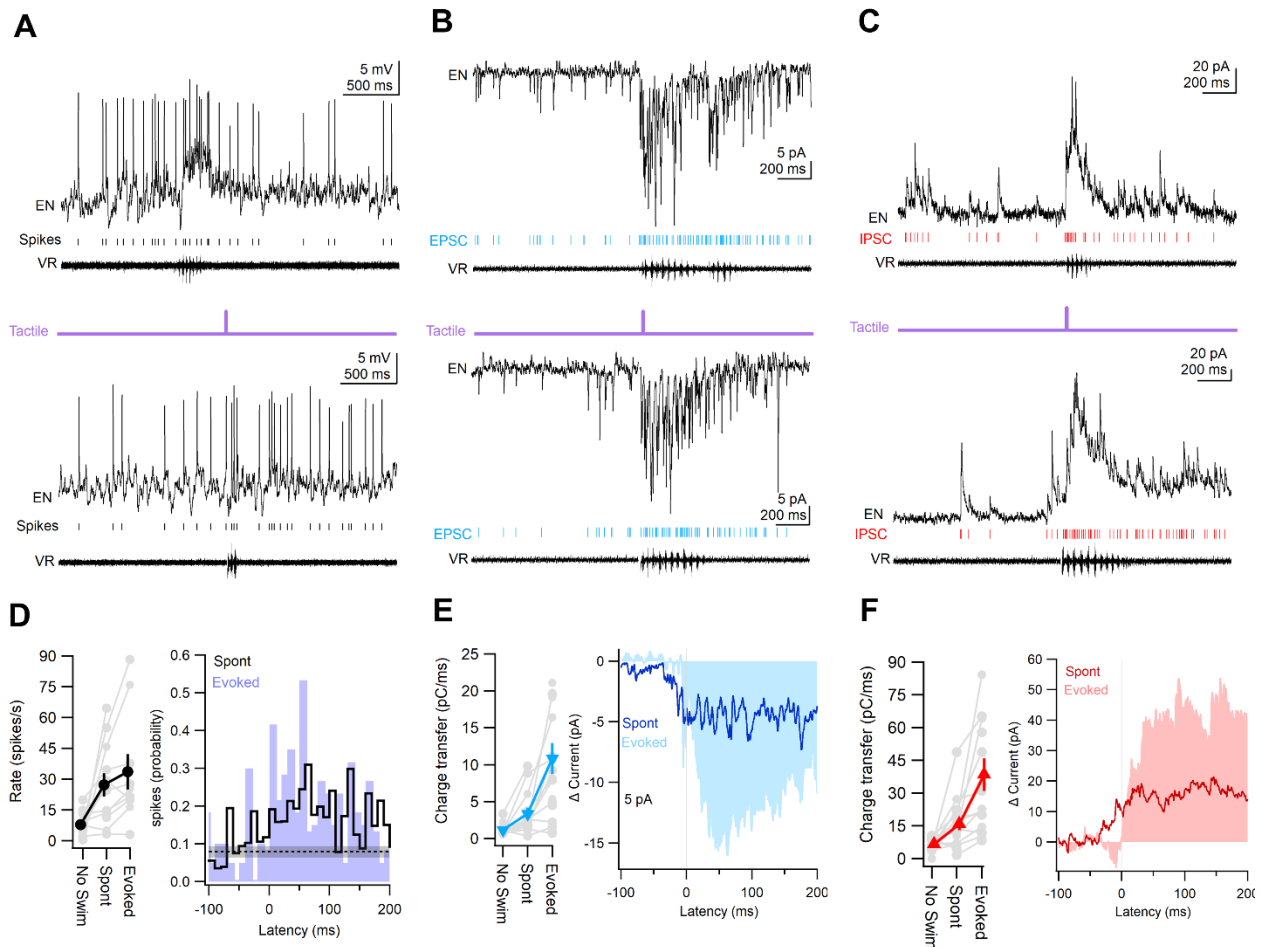 A
B
C
5 mV
500 ms
EN
Spikes
VR
EN
5 pA
200 ms
EPSC
VR
20 pA
200 ms
EN
IPSC
VR
Tactile
Tactile
5 mV
500 ms
EN
Spikes
VR
EN
5 pA
200 ms
EPSC
VR
20 pA
200 ms
EN
IPSC
VR
D
Rate (spikes/s)
90
75
60
45
30
15
0
No Swim
Spont
Evoked
spikes (probability)
0.6
0.5
0.4
0.3
0.2
0.1
0.0
Spont
Evoked
-100 0 100 200
Latency (ms)
E
Charge transfer (pC/ms)
25
20
15
10
5
0
No Swim
Spont
Evoked
Δ Current (pA)
0
-5
-10
-15
Spont
Evoked
5 pA
-100 0 100 200
Latency (ms)
F
Charge transfer (pC/ms)
90
75
60
45
30
15
0
No Swim
Spont
Evoked
Δ Current (pA)
60
50
40
30
20
10
0
-10
Spont
Evoked
-100 0 100 200
Latency (ms)